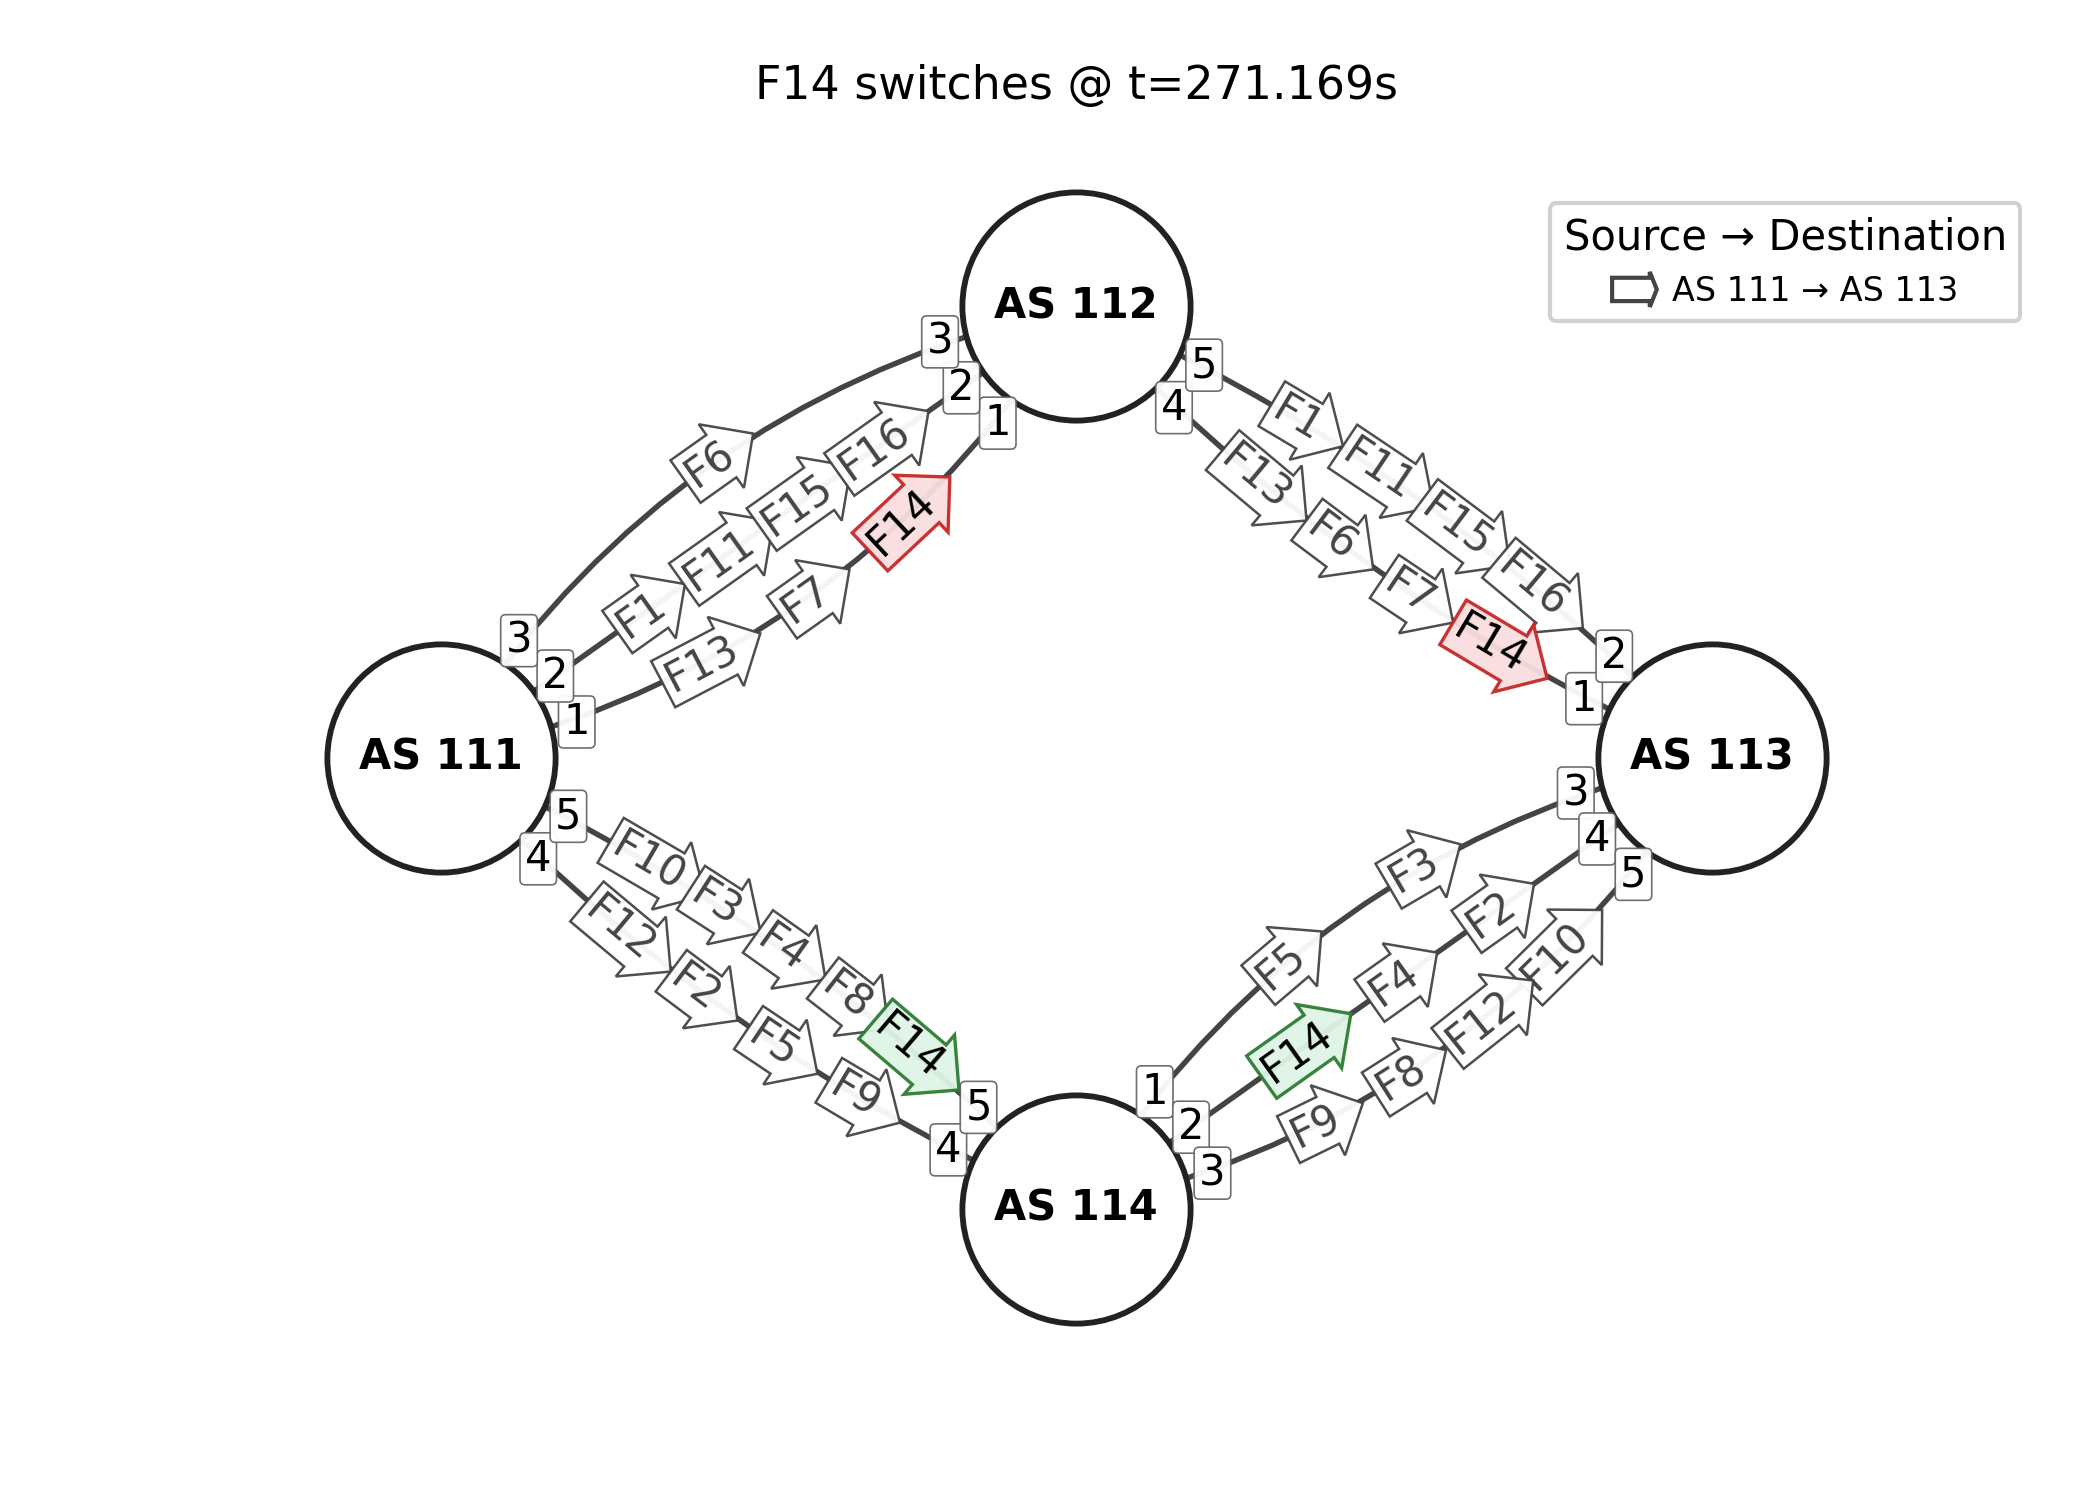 F14 switches @ t=271.169s
Source → Destination
AS 111 → AS 113
AS 112
3
2
1
5
4
F6
F1
F11
F15
F16
F13
F7
F14
F1
F11
F15
F16
F13
F6
F7
F14
3
2
1
2
1
AS 111
AS 113
5
4
3
4
5
F10
F3
F4
F8
F14
F12
F2
F5
F9
F5
F3
F14
F4
F2
F9
F8
F12
F10
5
4
1
2
3
AS 114